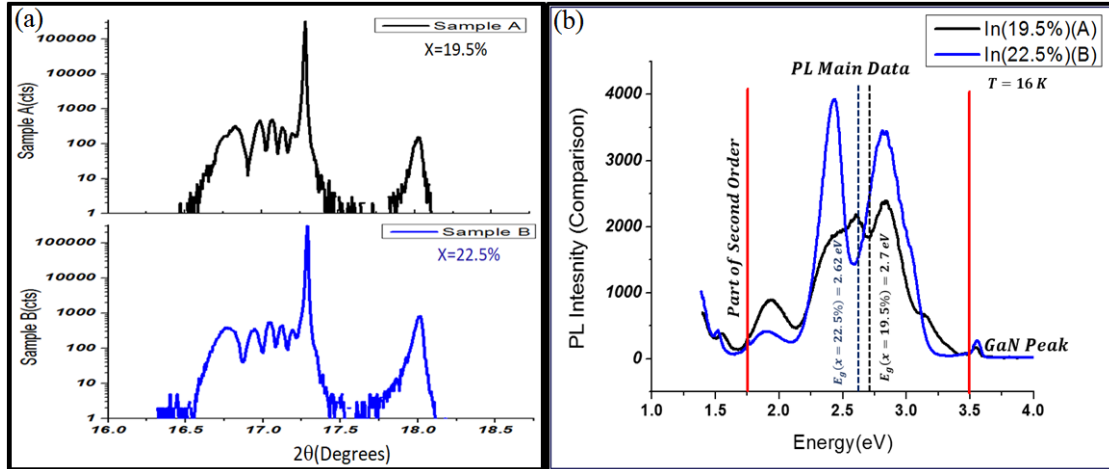 (a)
Sample A
X=19.5%
Sample A(cts)
100000
10000
1000
100
10
1
Sample B
X=22.5%
Sample B(cts)
100000
10000
1000
100
10
1
16.0 16.5 17.0 17.5 18.0 18.5
2θ(Degrees)
(b)
In(19.5%)(A)
In(22.5%)(B)
T = 16 K
PL Main Data
PL Intesnity (Comparison)
4000
3000
2000
1000
0
Part of Second Order
E_g(x = 22.5%) = 2.62 eV
E_g(x = 19.5%) = 2.7 eV
GaN Peak
1.0 1.5 2.0 2.5 3.0 3.5 4.0
Energy(eV)